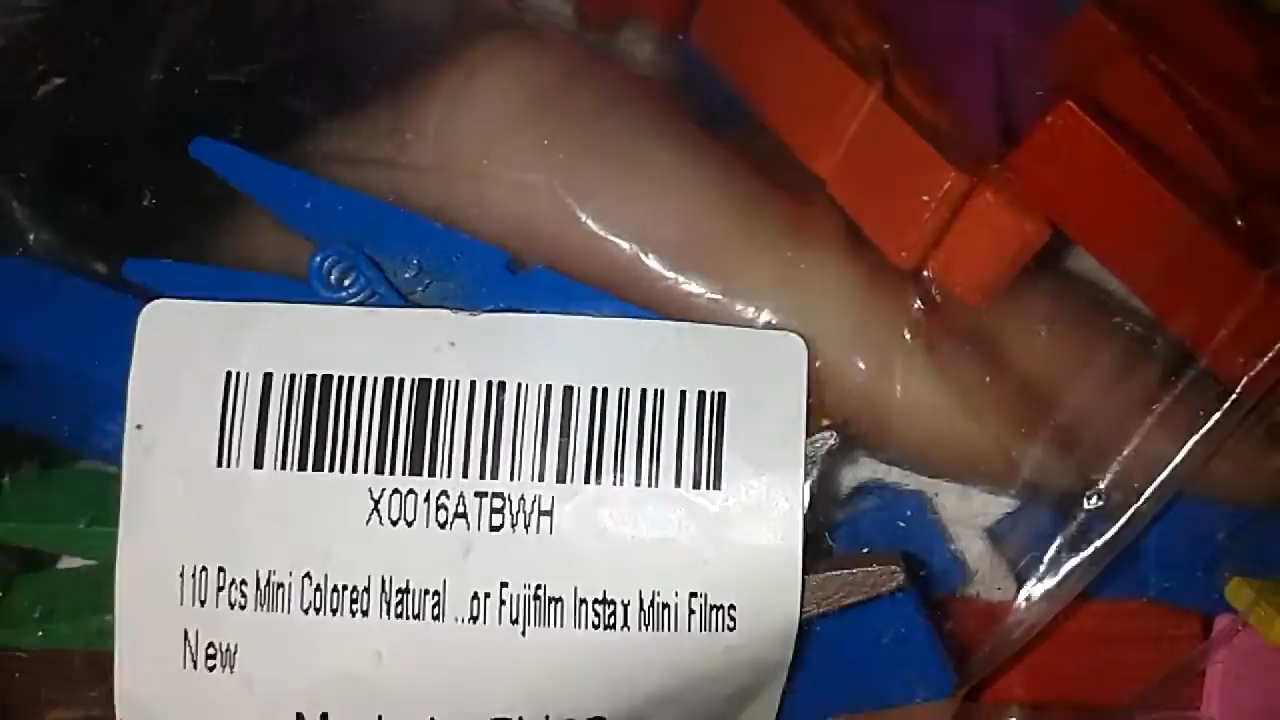 X0016ATBWH
110 Pcs Mini Colored Natural ...or Fujifilm Instax Mini Films
New